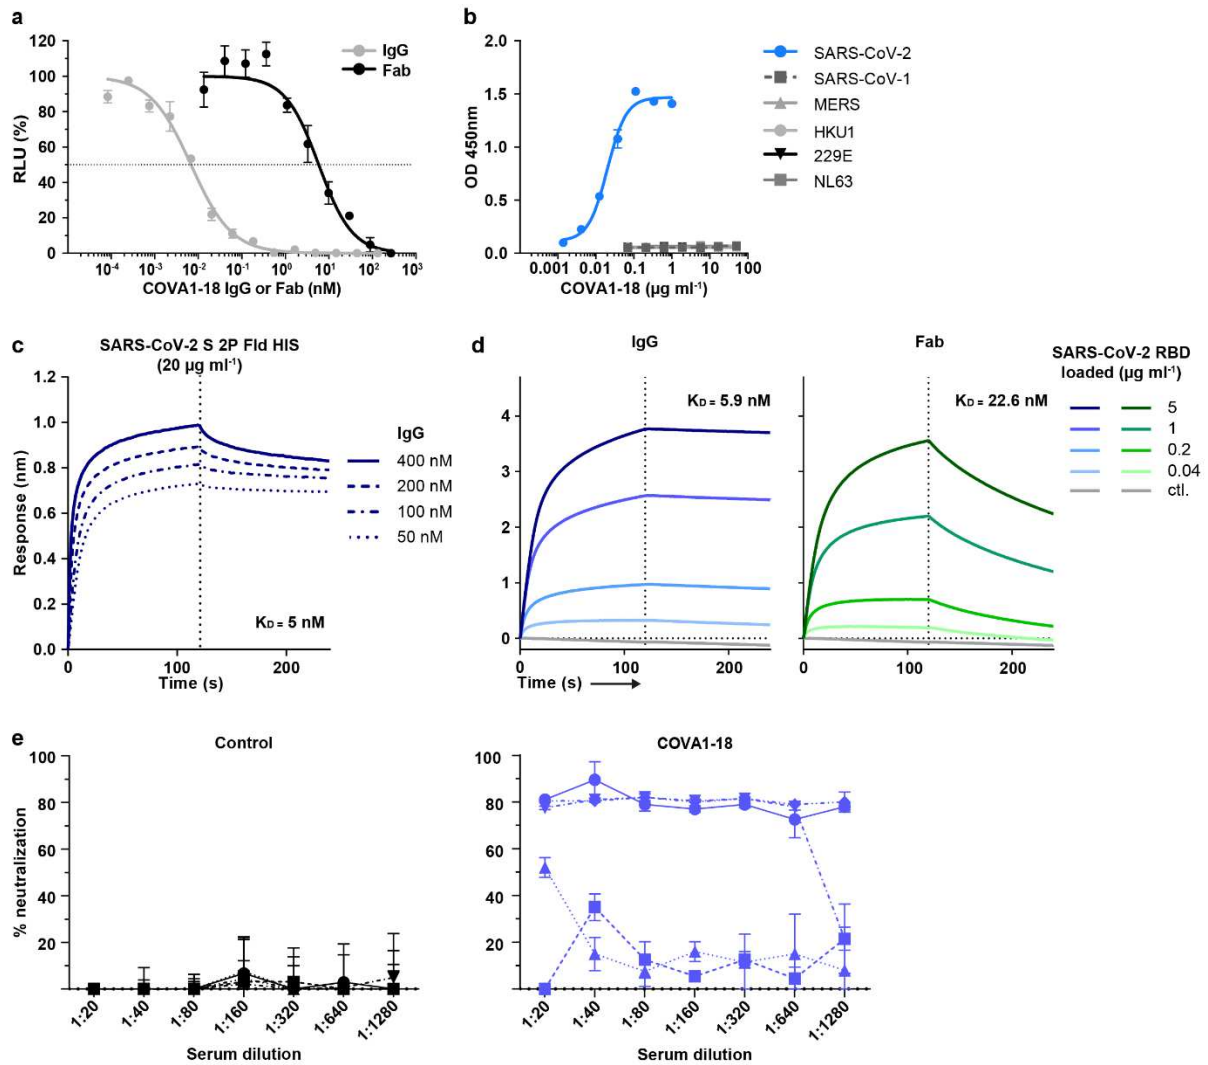 a
120
100
80
60
40
20
0
RLU (%)
IgG
Fab
10⁻⁴ 10⁻³ 10⁻² 10⁻¹ 10⁰ 10¹ 10² 10³
COVA1-18 IgG or Fab (nM)
b
2.0
1.5
1.0
0.5
0.0
OD 450nm
0.001 0.01 0.1 1 10 100
COVA1-18 (µg ml⁻¹)
SARS-CoV-2
SARS-CoV-1
MERS
HKU1
229E
NL63
c
SARS-CoV-2 S 2P Fld HIS
(20 µg ml⁻¹)
1.2
1.0
0.8
0.6
0.4
0.2
0.0
Response (nm)
IgG
400 nM
200 nM
100 nM
50 nM
K_D = 5 nM
0 100 200
Time (s)
d
IgG
4
3
2
1
0
K_D = 5.9 nM
0 100 200
Time (s)
Fab
K_D = 22.6 nM
0 100 200
SARS-CoV-2 RBD
loaded (µg ml⁻¹)
5
1
0.2
0.04
ctl.
e
Control
100
80
60
40
20
% neutralization
1:20 1:40 1:80 1:160 1:320 1:640 1:1280
Serum dilution
COVA1-18
100
80
60
40
20
1:20 1:40 1:80 1:160 1:320 1:640 1:1280
Serum dilution